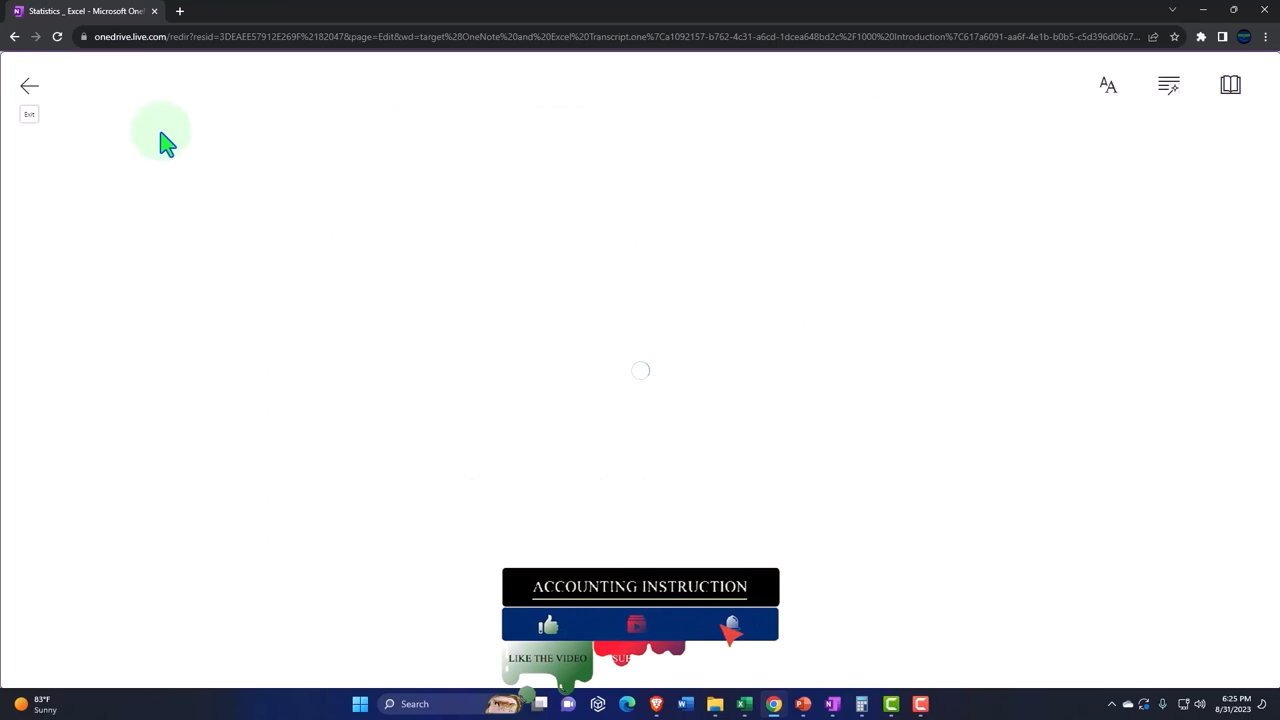 Statistics _ Excel - Microsoft Onel
onedrive.live.com/redir?resid=3DEAEE57912E269F%2182047&page=Edit&wd=target%28OneNote%20and%20Excel%20Transcript.one%7Ca1092157-b762-4c31-a6cd-1dcea648bd2c%2F1000%20Introduction%7C617a6091-aa6f-4e1b-b0b5-c5d396d06b7...
Exit
ACCOUNTING INSTRUCTION
LIKE THE VIDEO
83°F
Sunny
Search
6:25 PM
8/31/2023